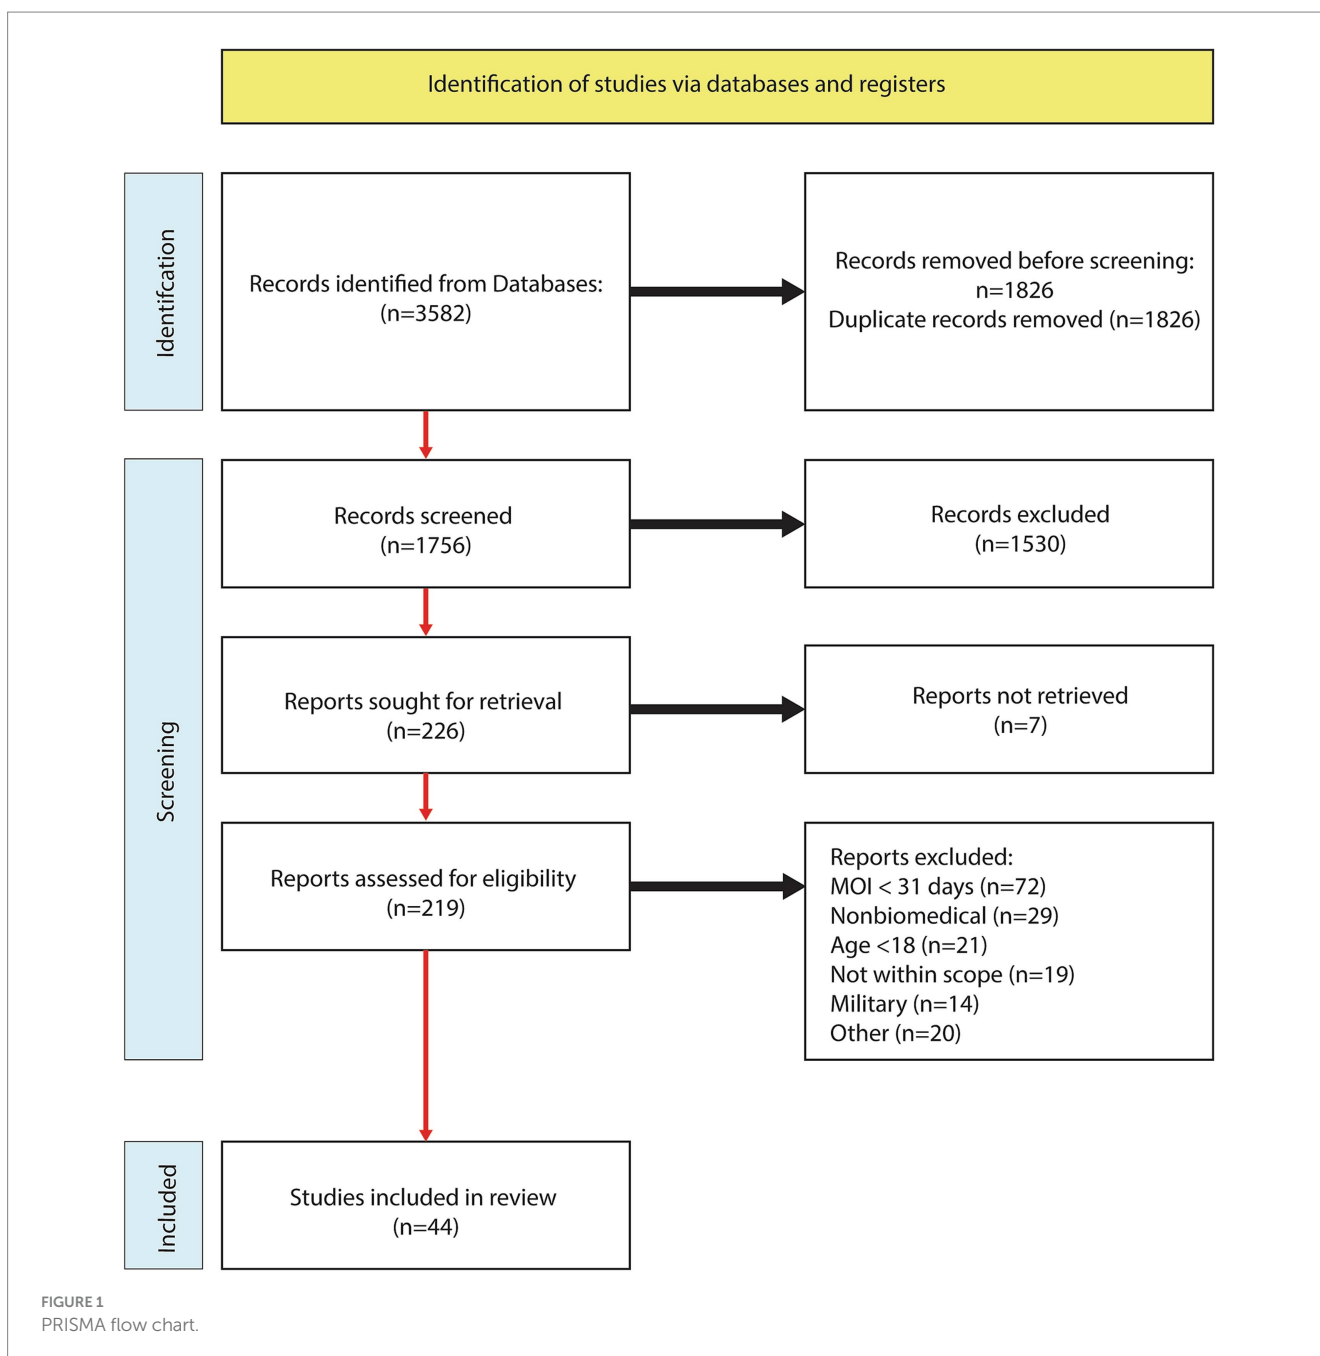 Identification of studies via databases and registers
Identifcation
Records identified from Databases:
(n=3582)
Records removed before screening:
n=1826
Duplicate records removed (n=1826)
Screening
Records screened
(n=1756)
Records excluded
(n=1530)
Reports sought for retrieval
(n=226)
Reports not retrieved
(n=7)
Reports assessed for eligibility
(n=219)
Reports excluded:
MOI < 31 days (n=72)
Nonbiomedical (n=29)
Age <18 (n=21)
Not within scope (n=19)
Military (n=14)
Other (n=20)
Included
Studies included in review
(n=44)
FIGURE 1
PRISMA flow chart.